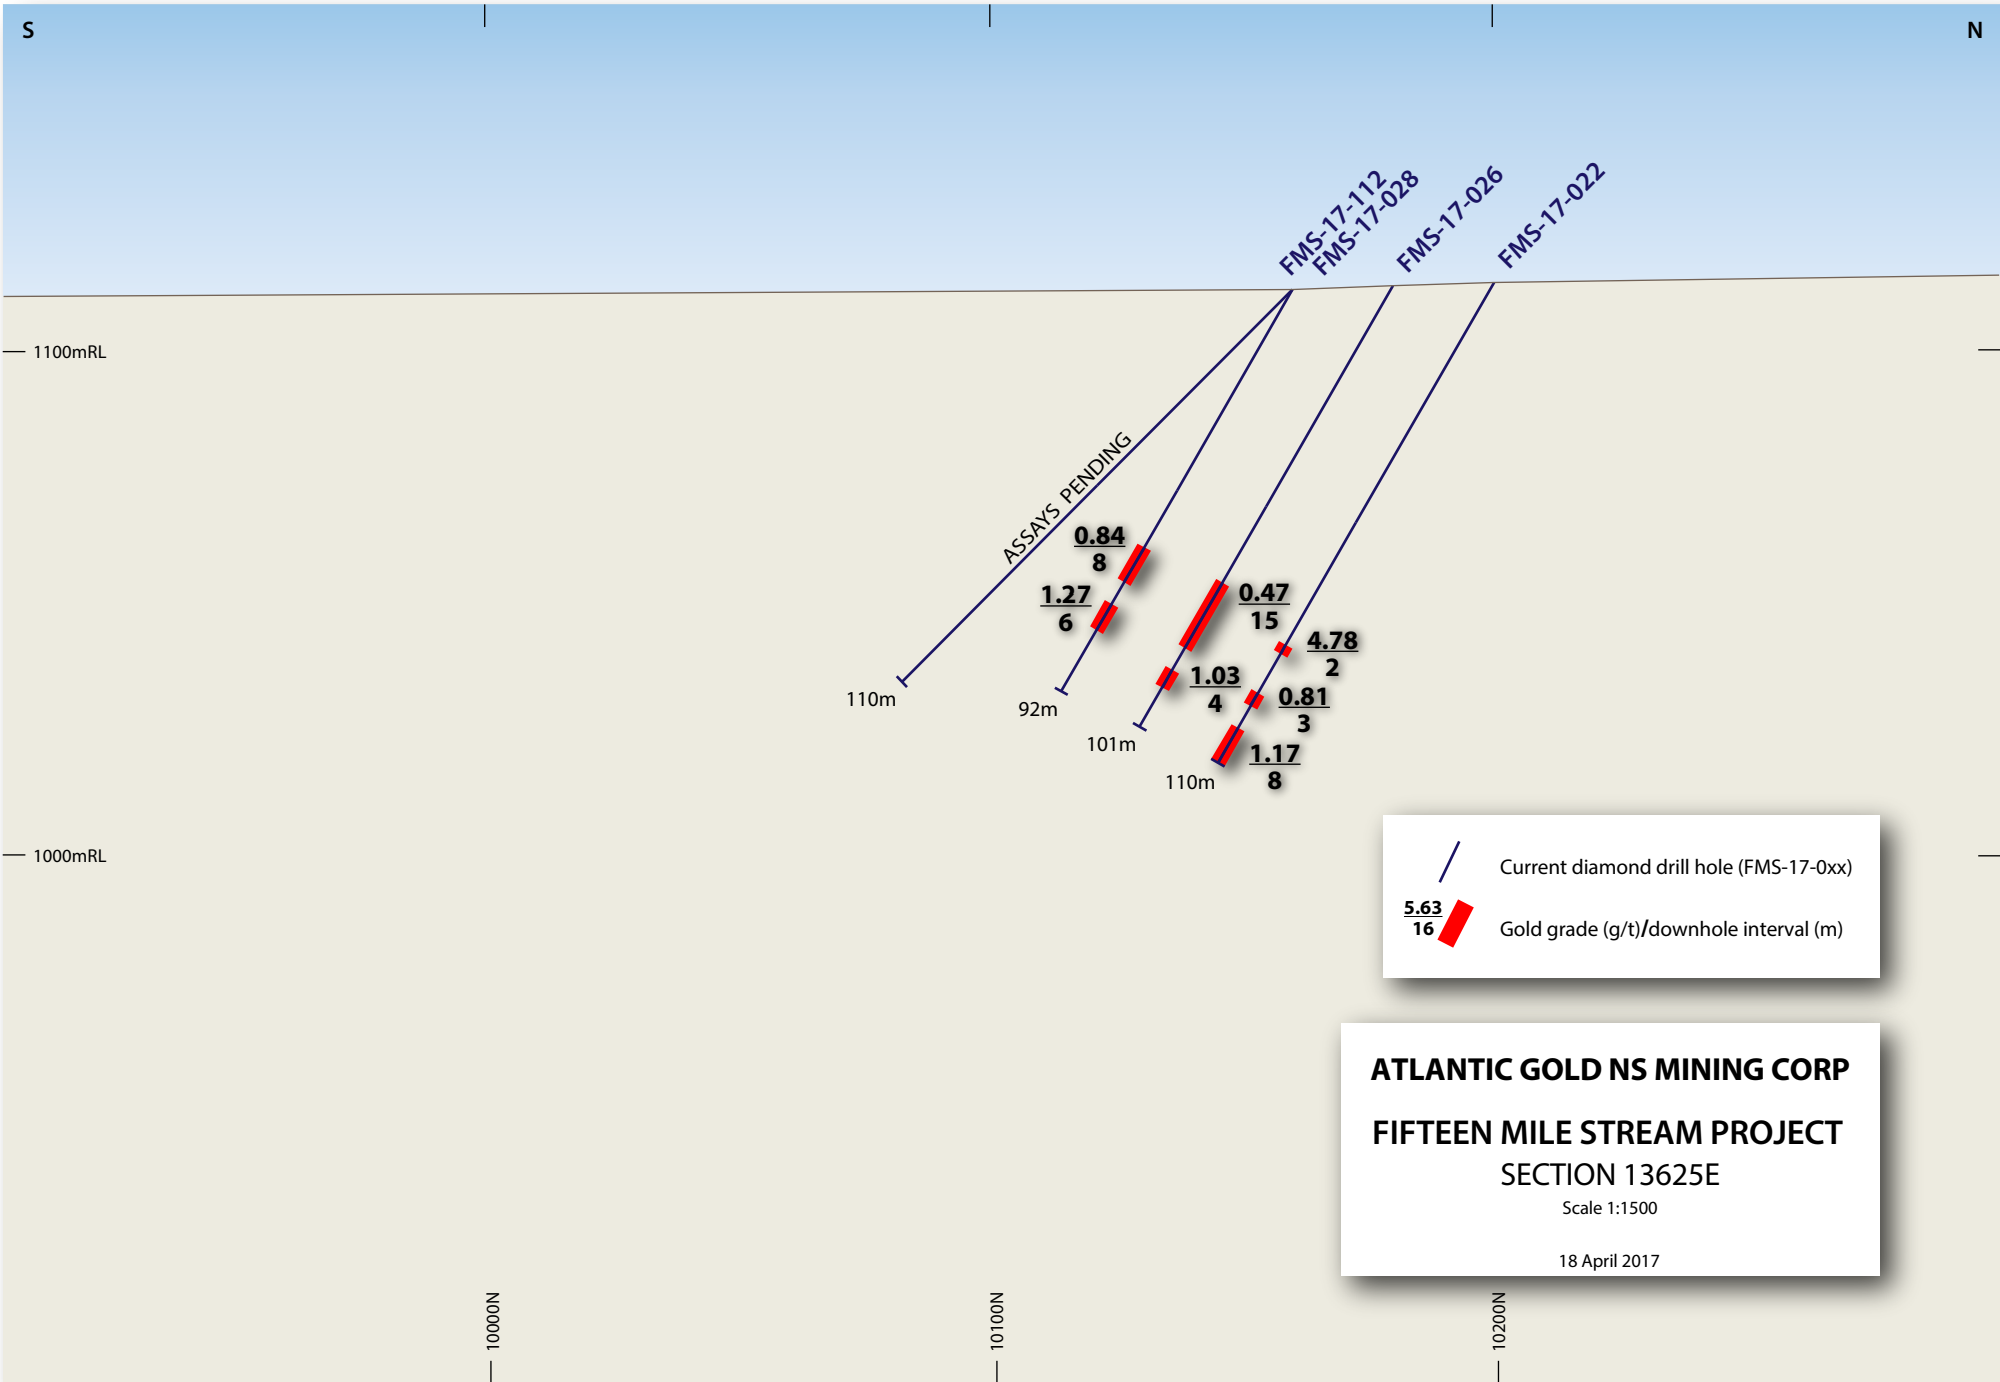 S
N
FMS-17-112
FMS-17-028
FMS-17-026
FMS-17-022
1100mRL
ASSAYS PENDING
0.84
8
1.27
6
0.47
15
4.78
2
1.03
4
0.81
3
1.17
8
110m
92m
101m
110m
1000mRL
Current diamond drill hole (FMS-17-0xx)
5.63
16
Gold grade (g/t)/downhole interval (m)
ATLANTIC GOLD NS MINING CORP
FIFTEEN MILE STREAM PROJECT
SECTION 13625E
Scale 1:1500
18 April 2017
10000N
10100N
10200N